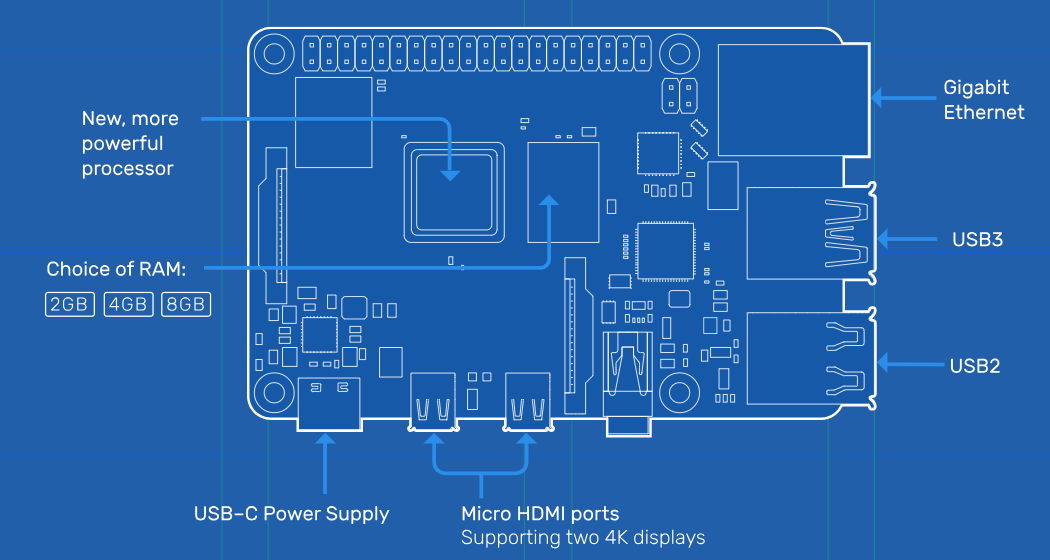 Gigabit
Ethernet
New, more
powerful
processor
USB3
Choice of RAM:
2GB 4GB 8GB
USB2
USB-C Power Supply
Micro HDMI ports
Supporting two 4K displays